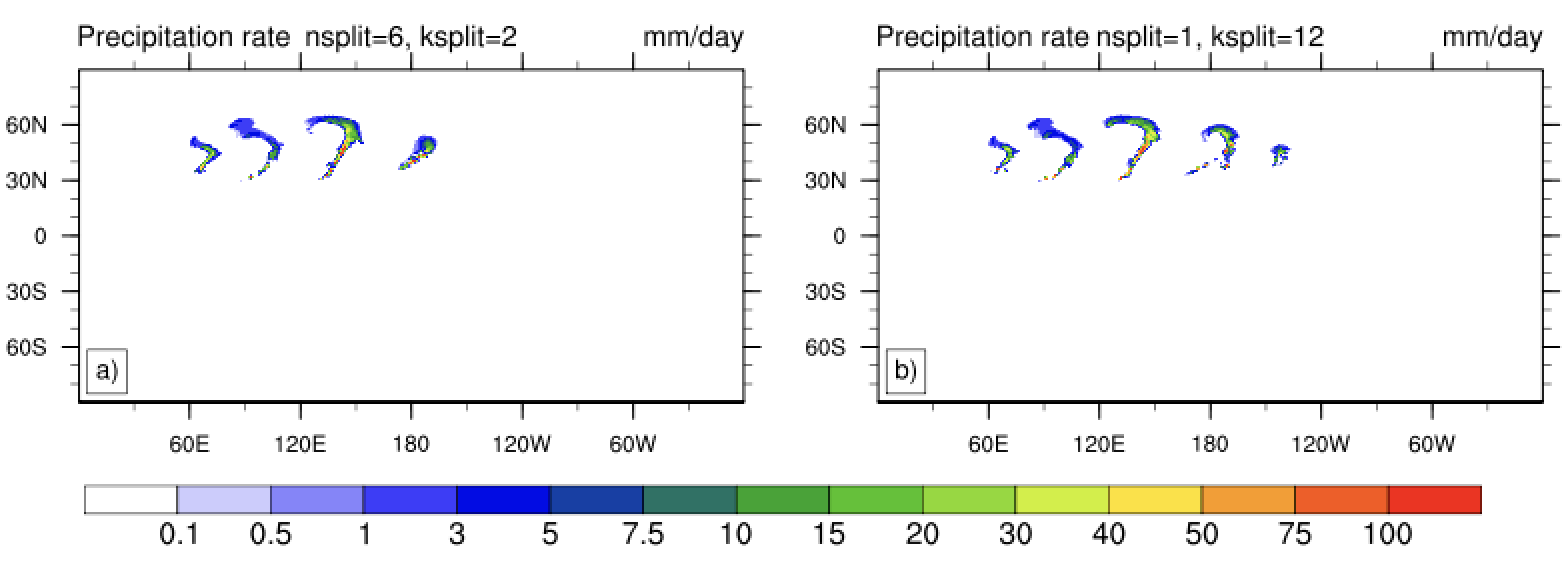 Precipitation rate nsplit=6, ksplit=2 mm/day
60N
30N
0
30S
60S
a)
60E 120E 180 120W 60W
Precipitation rate nsplit=1, ksplit=12 mm/day
60N
30N
0
30S
60S
b)
60E 120E 180 120W 60W
0.1 0.5 1 3 5 7.5 10 15 20 30 40 50 75 100